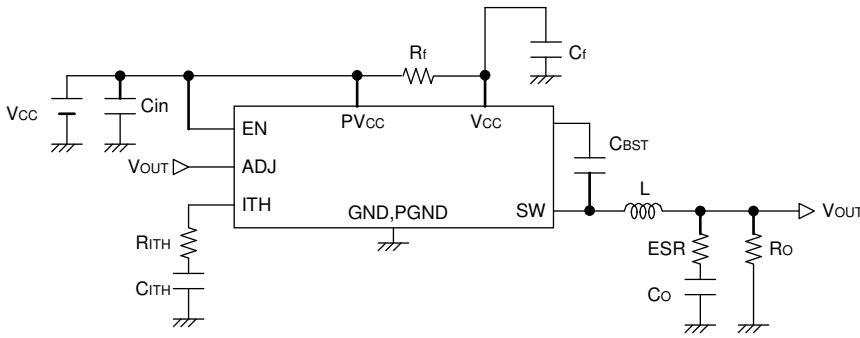 Rf
Cf
VCC
Cin
EN
PVCC
VCC
CBST
VOUT
ADJ
L
ITH
GND,PGND
SW
VOUT
RITH
ESR
RO
CITH
CO